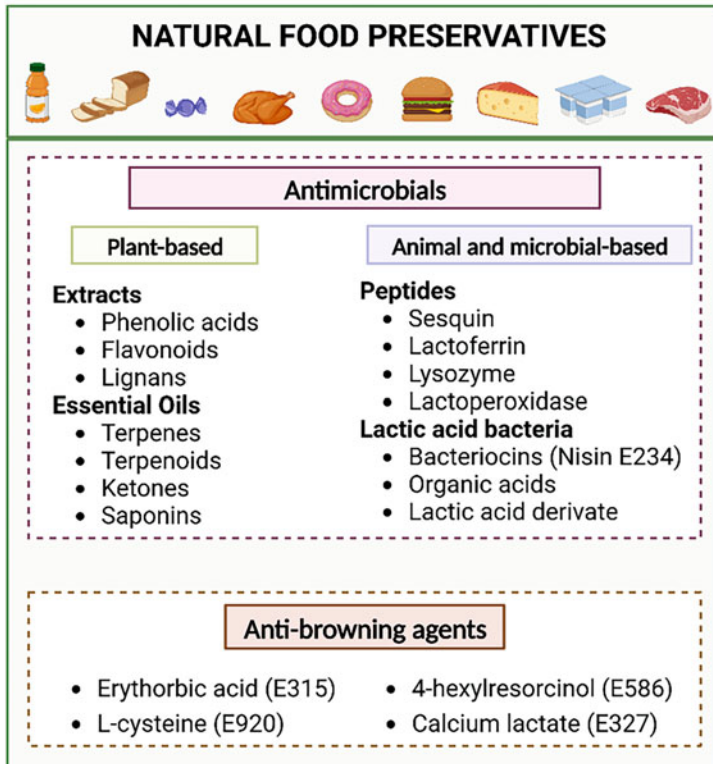 NATURAL FOOD PRESERVATIVES
Antimicrobials
Plant-based
Extracts
• Phenolic acids
• Flavonoids
• Lignans
Essential Oils
• Terpenes
• Terpenoids
• Ketones
• Saponins
Animal and microbial-based
Peptides
• Sesquin
• Lactoferrin
• Lysozyme
• Lactoperoxidase
Lactic acid bacteria
• Bacteriocins (Nisin E234)
• Organic acids
• Lactic acid derivate
Anti-browning agents
• Erythorbic acid (E315)
• L-cysteine (E920)
• 4-hexylresorcinol (E586)
• Calcium lactate (E327)